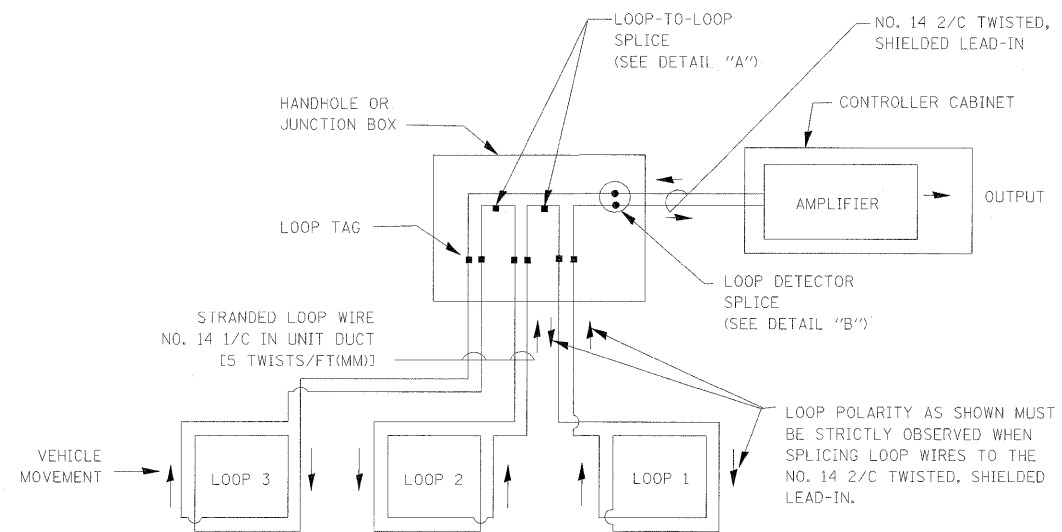 LOOP-TO-LOOP
SPLICE
(SEE DETAIL "A")
NO. 14 2/C TWISTED,
SHIELDED LEAD-IN
HANDHOLE OR
JUNCTION BOX
CONTROLLER CABINET
AMPLIFIER
OUTPUT
LOOP TAG
LOOP DETECTOR
SPLICE
(SEE DETAIL "B")
STRANDED LOOP WIRE
NO. 14 1/C IN UNIT DUCT
[5 TWISTS/FT(MM)]
LOOP POLARITY AS SHOWN MUST
BE STRICTLY OBSERVED WHEN
SPLICING LOOP WIRES TO THE
NO. 14 2/C TWISTED, SHIELDED
LEAD-IN.
VEHICLE
MOVEMENT
LOOP 3
LOOP 2
LOOP 1